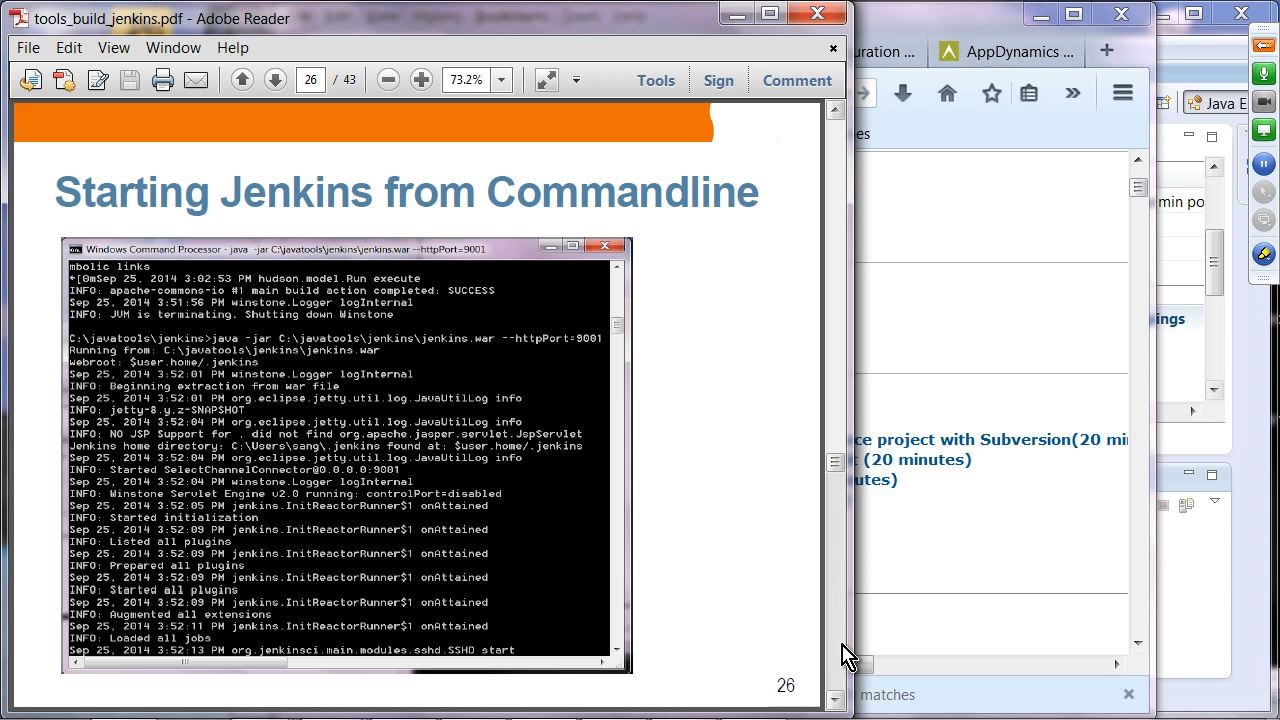 tools_build_jenkins.pdf - Adobe Reader
File Edit View Window Help
26 / 43 73.2% Tools Sign Comment
Starting Jenkins from Commandline
Windows Command Processor - java -jar C:\javatools\jenkins\jenkins.war --httpPort=9001
mbolic links
←[0mSep 25, 2014 3:02:53 PM hudson.model.Run execute
INFO: apache-commons-io #1 main build action completed: SUCCESS
Sep 25, 2014 3:51:56 PM winstone.Logger logInternal
INFO: JVM is terminating. Shutting down Winstone
C:\javatools\jenkins>java -jar C:\javatools\jenkins\jenkins.war --httpPort=9001
Running from: C:\javatools\jenkins\jenkins.war
webroot: $user.home/.jenkins
Sep 25, 2014 3:52:01 PM winstone.Logger logInternal
INFO: Beginning extraction from war file
Sep 25, 2014 3:52:01 PM org.eclipse.jetty.util.log.JavaUtilLog info
INFO: jetty-8.y.z-SNAPSHOT
Sep 25, 2014 3:52:04 PM org.eclipse.jetty.util.log.JavaUtilLog info
INFO: NO JSP Support for , did not find org.apache.jasper.servlet.JspServlet
Jenkins home directory: C:\Users\sang\.jenkins found at: $user.home/.jenkins
Sep 25, 2014 3:52:04 PM org.eclipse.jetty.util.log.JavaUtilLog info
INFO: Started SelectChannelConnector@0.0.0.0:9001
Sep 25, 2014 3:52:04 PM winstone.Logger logInternal
INFO: Winstone Servlet Engine v2.0 running: controlPort=disabled
Sep 25, 2014 3:52:05 PM jenkins.InitReactorRunner$1 onAttained
INFO: Started initialization
Sep 25, 2014 3:52:09 PM jenkins.InitReactorRunner$1 onAttained
INFO: Listed all plugins
Sep 25, 2014 3:52:09 PM jenkins.InitReactorRunner$1 onAttained
INFO: Prepared all plugins
Sep 25, 2014 3:52:09 PM jenkins.InitReactorRunner$1 onAttained
INFO: Started all plugins
Sep 25, 2014 3:52:09 PM jenkins.InitReactorRunner$1 onAttained
INFO: Augmented all extensions
Sep 25, 2014 3:52:11 PM jenkins.InitReactorRunner$1 onAttained
INFO: Loaded all jobs
Sep 25, 2014 3:52:13 PM org.jenkinsci.main.modules.sshd.SSHD start
26
uration ... AppDynamics ...
es
ce project with Subversion(20 mi
t (20 minutes)
utes)
matches
Java E
min po
ings